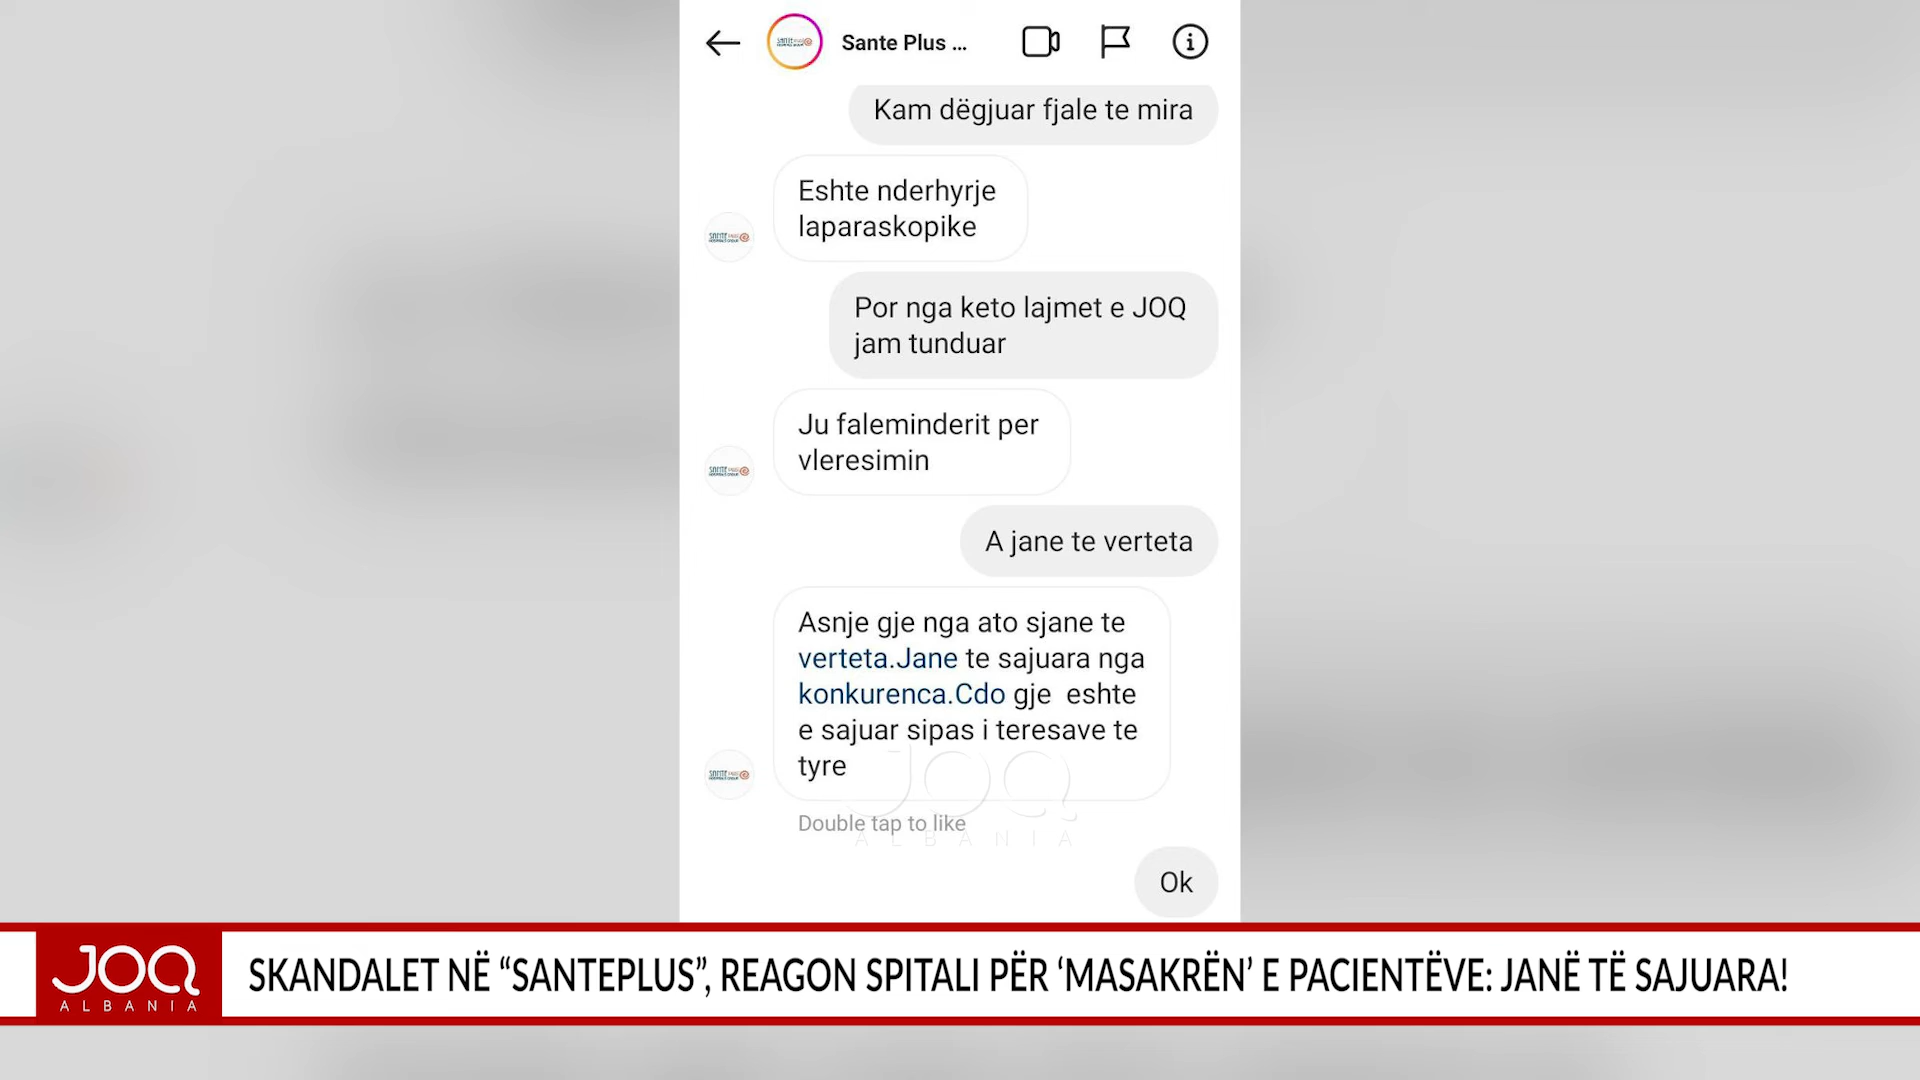 Sante Plus ...
Kam dëgjuar fjale te mira
Eshte nderhyrje
laparaskopike
Por nga keto lajmet e JOQ
jam tunduar
Ju faleminderit per
vleresimin
A jane te verteta
Asnje gje nga ato sjane te
verteta.Jane te sajuara nga
konkurenca.Cdo gje  eshte
e sajuar sipas i teresave te
tyre
JOQ
ALBANIA
Double tap to like
Ok
JOQ
ALBANIA
SKANDALET NË “SANTEPLUS”, REAGON SPITALI PËR ‘MASAKRËN’ E PACIENTËVE: JANË TË SAJUARA!